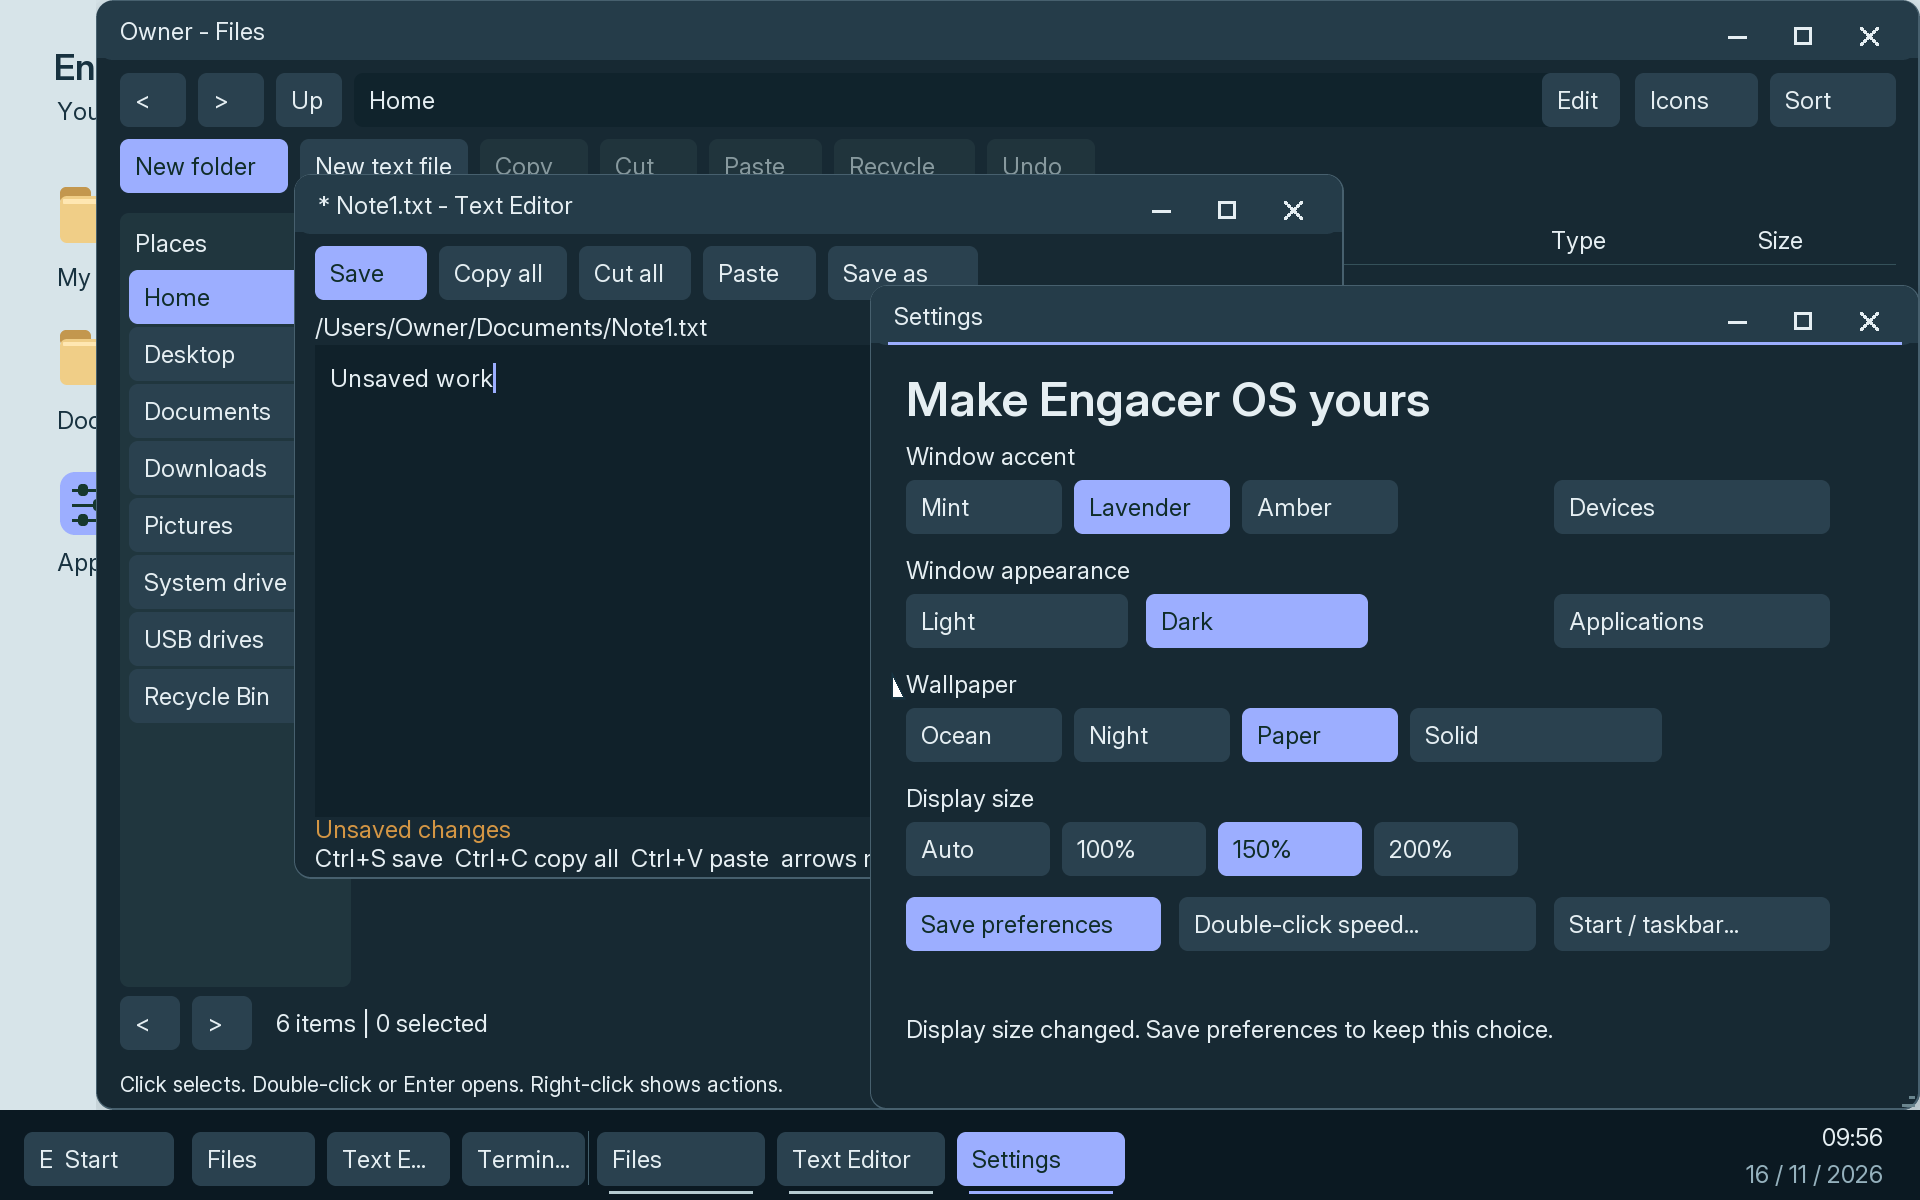 Owner - Files
En
You
< > Up Home Edit Icons Sort
New folder New text file Copy Cut Paste Recycle Undo
* Note1.txt - Text Editor
Places
Type Size
Save Copy all Cut all Paste Save as
My
Home
/Users/Owner/Documents/Note1.txt
Settings
Desktop
Unsaved work
Make Engacer OS yours
Documents
Doc
Window accent
Downloads
Mint Lavender Amber Devices
Pictures
App
Window appearance
System drive
Light Dark Applications
USB drives
Recycle Bin
Wallpaper
Ocean Night Paper Solid
Display size
Unsaved changes
Auto 100% 150% 200%
Ctrl+S save Ctrl+C copy all Ctrl+V paste arrows
Save preferences Double-click speed... Start / taskbar...
< > 6 items | 0 selected
Display size changed. Save preferences to keep this choice.
Click selects. Double-click or Enter opens. Right-click shows actions.
E Start Files Text E... Termin... Files Text Editor Settings
09:56
16 / 11 / 2026